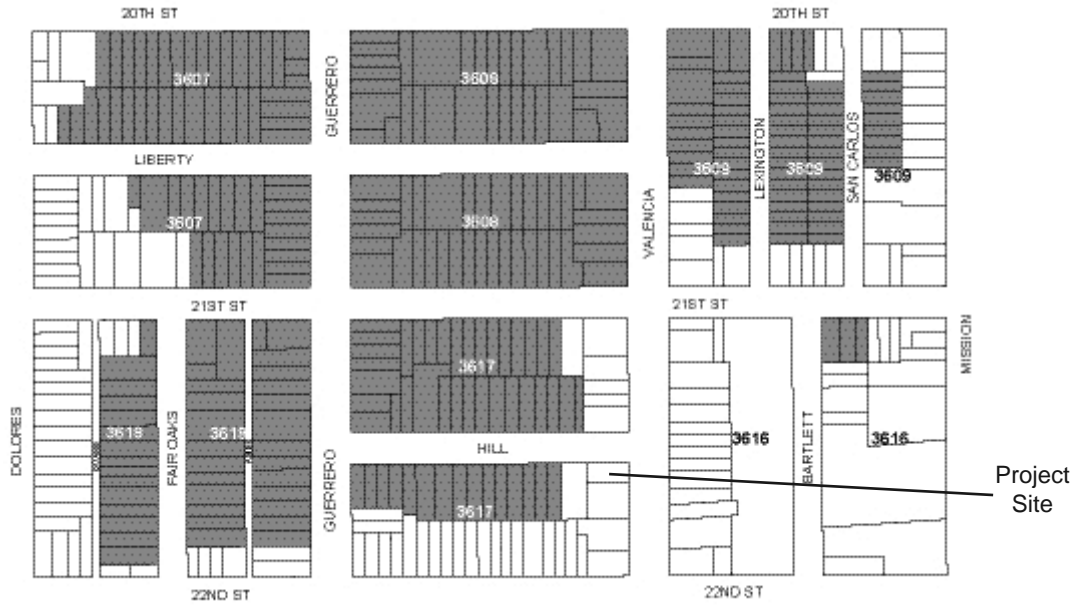 20TH ST
20TH ST
3607
3608
GUERRERO
LIBERTY
3609
LEXINGTON
3609
SAN CARLOS
3609
3607
3608
VALENCIA
21ST ST
21ST ST
3617
MISSION
DOLORES
3618
FAIR OAKS
3618
GUERRERO
HILL
3616
BARTLETT
3616
3617
Project
Site
22ND ST
22ND ST